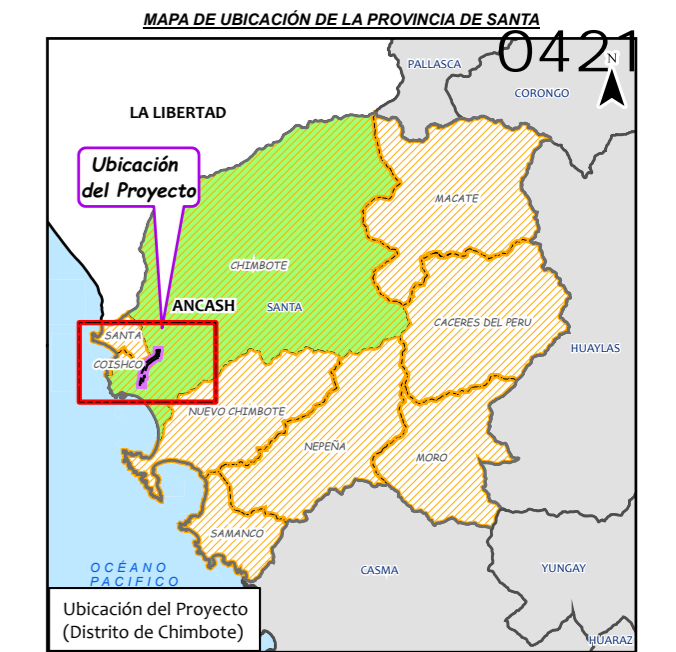 MAPA DE UBICACIÓN DE LA PROVINCIA DE SANTA
0421
N
PALLASCA
CORONGO
LA LIBERTAD
Ubicación
del Proyecto
MACATE
CHIMBOTE
ANCASH
SANTA
CACERES DEL PERU
SANTA
HUAYLAS
COISHCO
NUEVO CHIMBOTE
NEPEÑA
MORO
SAMANCO
OCÉANO
PACIFICO
CASMA
YUNGAY
Ubicación del Proyecto
(Distrito de Chimbote)
HUARAZ